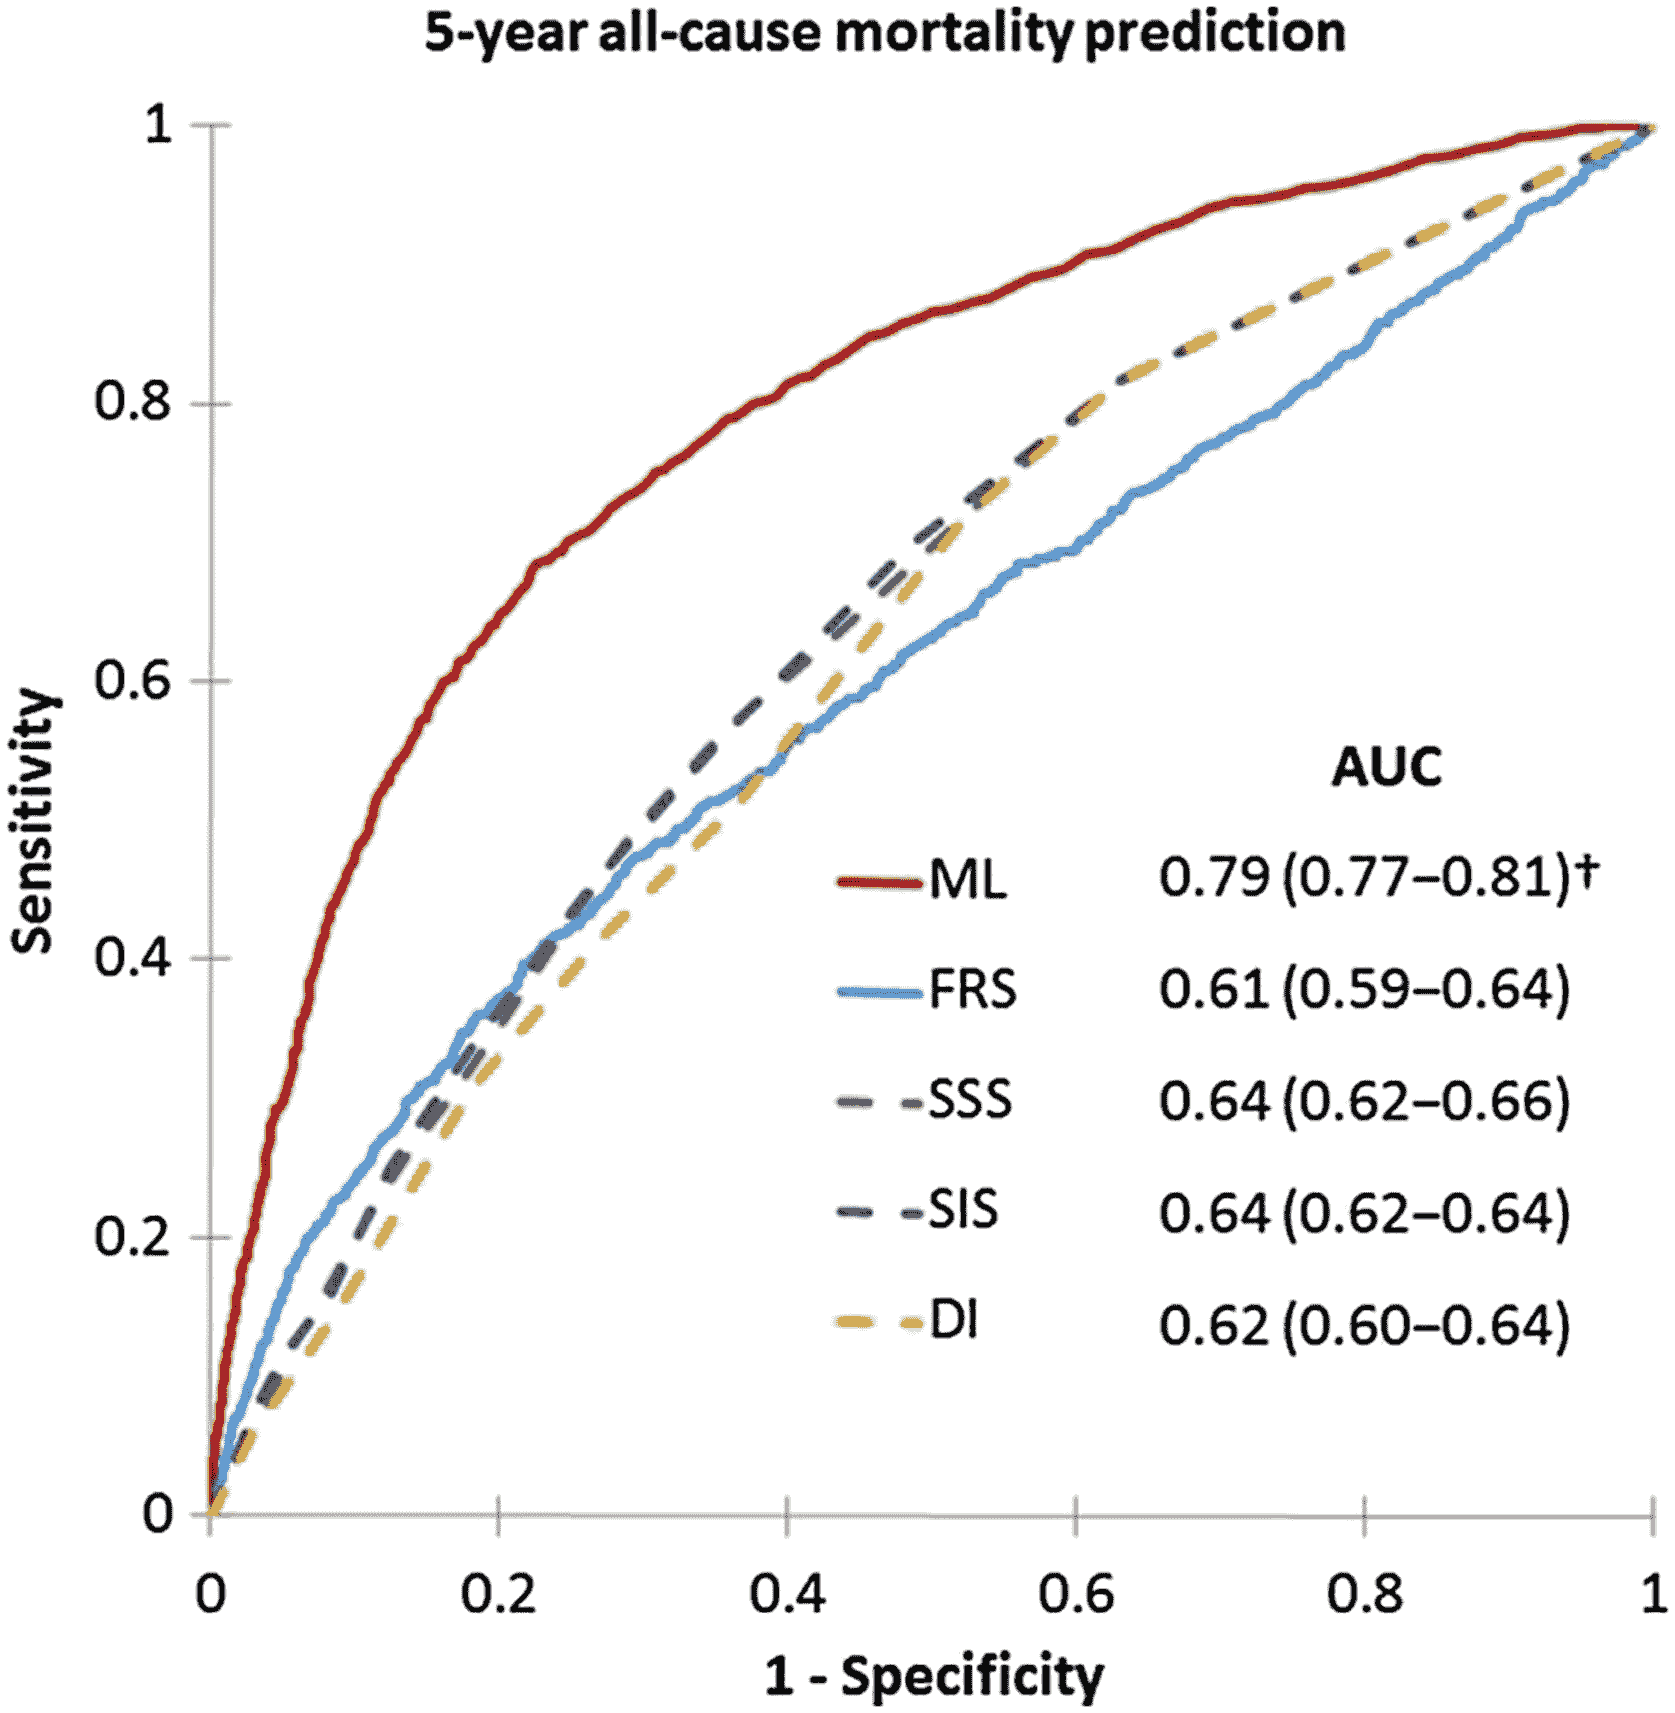 5-year all-cause mortality prediction
1
0.8
0.6
0.4
0.2
0
Sensitivity
0 0.2 0.4 0.6 0.8 1
1 - Specificity
AUC
ML 0.79 (0.77–0.81)†
FRS 0.61 (0.59–0.64)
SSS 0.64 (0.62–0.66)
SIS 0.64 (0.62–0.64)
DI 0.62 (0.60–0.64)